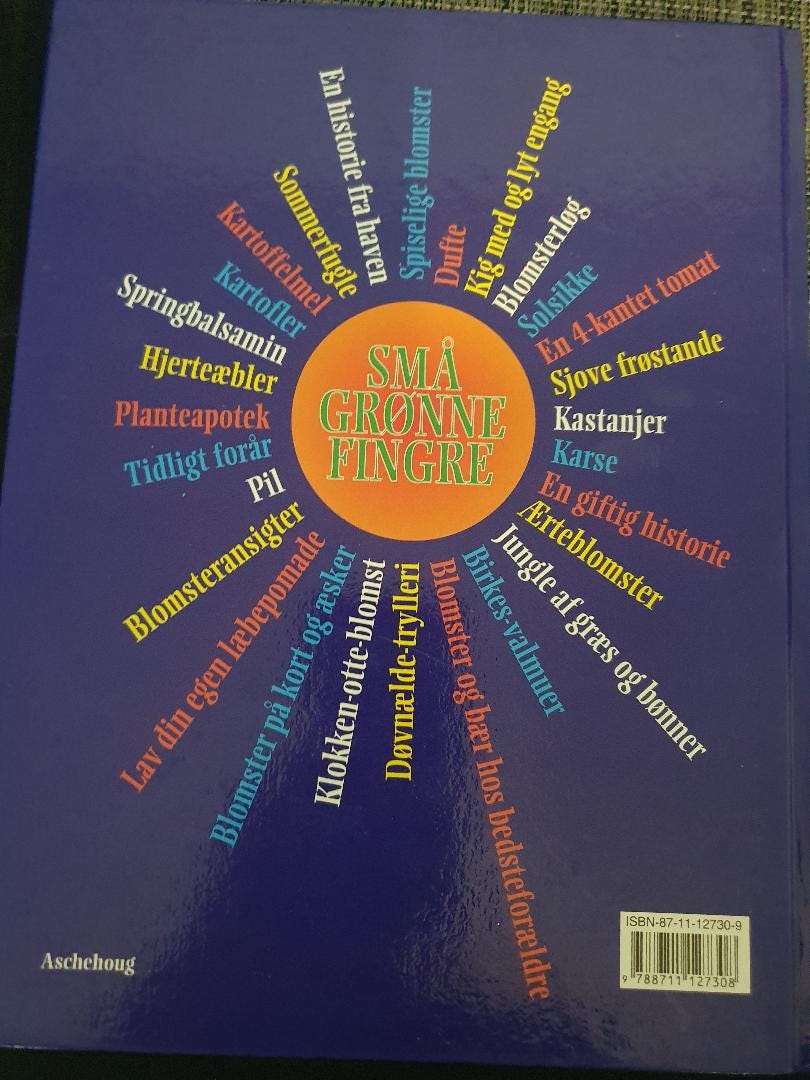 SMÅ
GRØNNE
FINGRE
En historie fra haven
Spiselige blomster
Dufte
Kig med og lyt engang
Blomsterløg
Solsikke
En 4-kantet tomat
Sjove frøstande
Kastanjer
Karse
En giftig historie
Ærteblomster
Jungle af græs og bønner
Birkes-valmuer
Blomster og bær hos bedsteforældre
Døvnælde-trylleri
Klokken-otte-blomst
Blomster på kort og æsker
Lav din egen læbepomade
Blomsteransigter
Pil
Tidligt forår
Planteapotek
Hjerteæbler
Springbalsamin
Kartofler
Kartoffelmel
Sommerfugle
Aschehoug
ISBN-87-11-12730-9
9 788711 127308